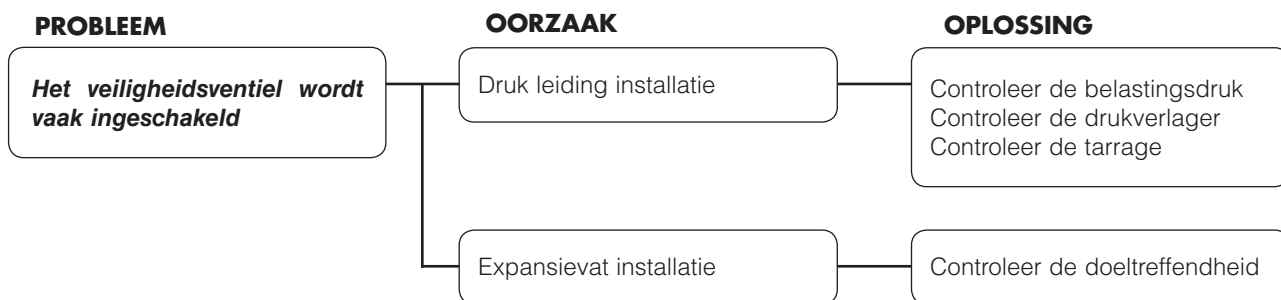 PROBLEEM
OORZAAK
OPLOSSING
Het veiligheidsventiel wordt
vaak ingeschakeld
Druk leiding installatie
Controleer de belastingsdruk
Controleer de drukverlager
Controleer de tarrage
Expansievat installatie
Controleer de doeltreffendheid